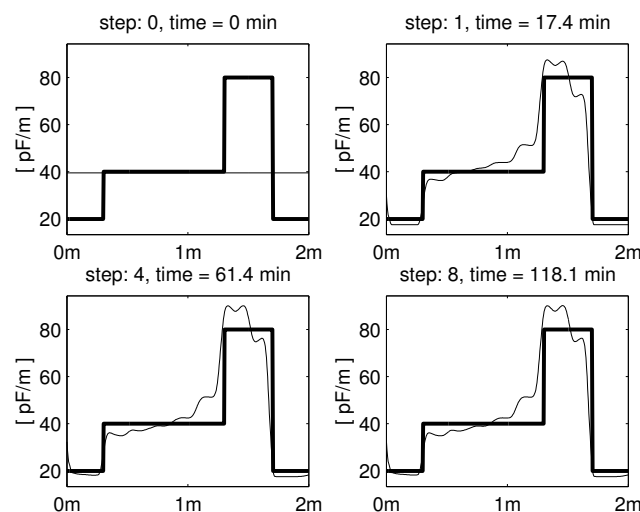 step: 0, time = 0 min
step: 1, time = 17.4 min
[ pF/m ]
80
60
40
20
0m
1m
2m
[ pF/m ]
80
60
40
20
0m
1m
2m
step: 4, time = 61.4 min
step: 8, time = 118.1 min
[ pF/m ]
80
60
40
20
0m
1m
2m
[ pF/m ]
80
60
40
20
0m
1m
2m